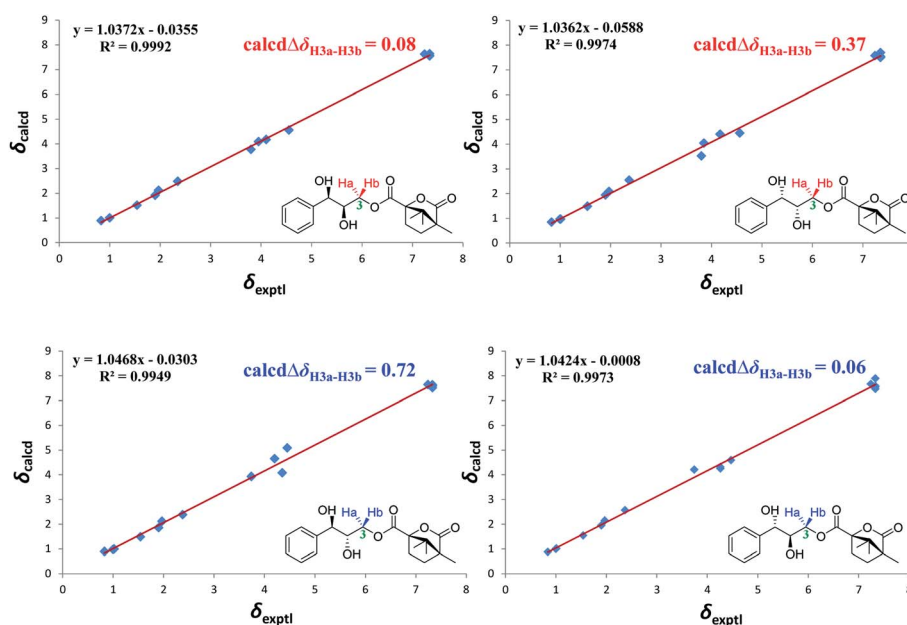 y = 1.0372x - 0.0355
R² = 0.9992
calcdΔδH3a-H3b = 0.08
δcalcd
9
8
7
6
5
4
3
2
1
0
0 1 2 3 4 5 6 7 8
δexptl
OH Ha Hb O
3 O O O
OH
y = 1.0362x - 0.0588
R² = 0.9974
calcdΔδH3a-H3b = 0.37
δcalcd
9
8
7
6
5
4
3
2
1
0
0 1 2 3 4 5 6 7 8
δexptl
OH Ha Hb O
3 O O O
OH
y = 1.0468x - 0.0303
R² = 0.9949
calcdΔδH3a-H3b = 0.72
δcalcd
9
8
7
6
5
4
3
2
1
0
0 1 2 3 4 5 6 7 8
δexptl
OH Ha Hb O
3 O O O
OH
y = 1.0424x - 0.0008
R² = 0.9973
calcdΔδH3a-H3b = 0.06
δcalcd
9
8
7
6
5
4
3
2
1
0
0 1 2 3 4 5 6 7 8
δexptl
OH Ha Hb O
3 O O O
OH